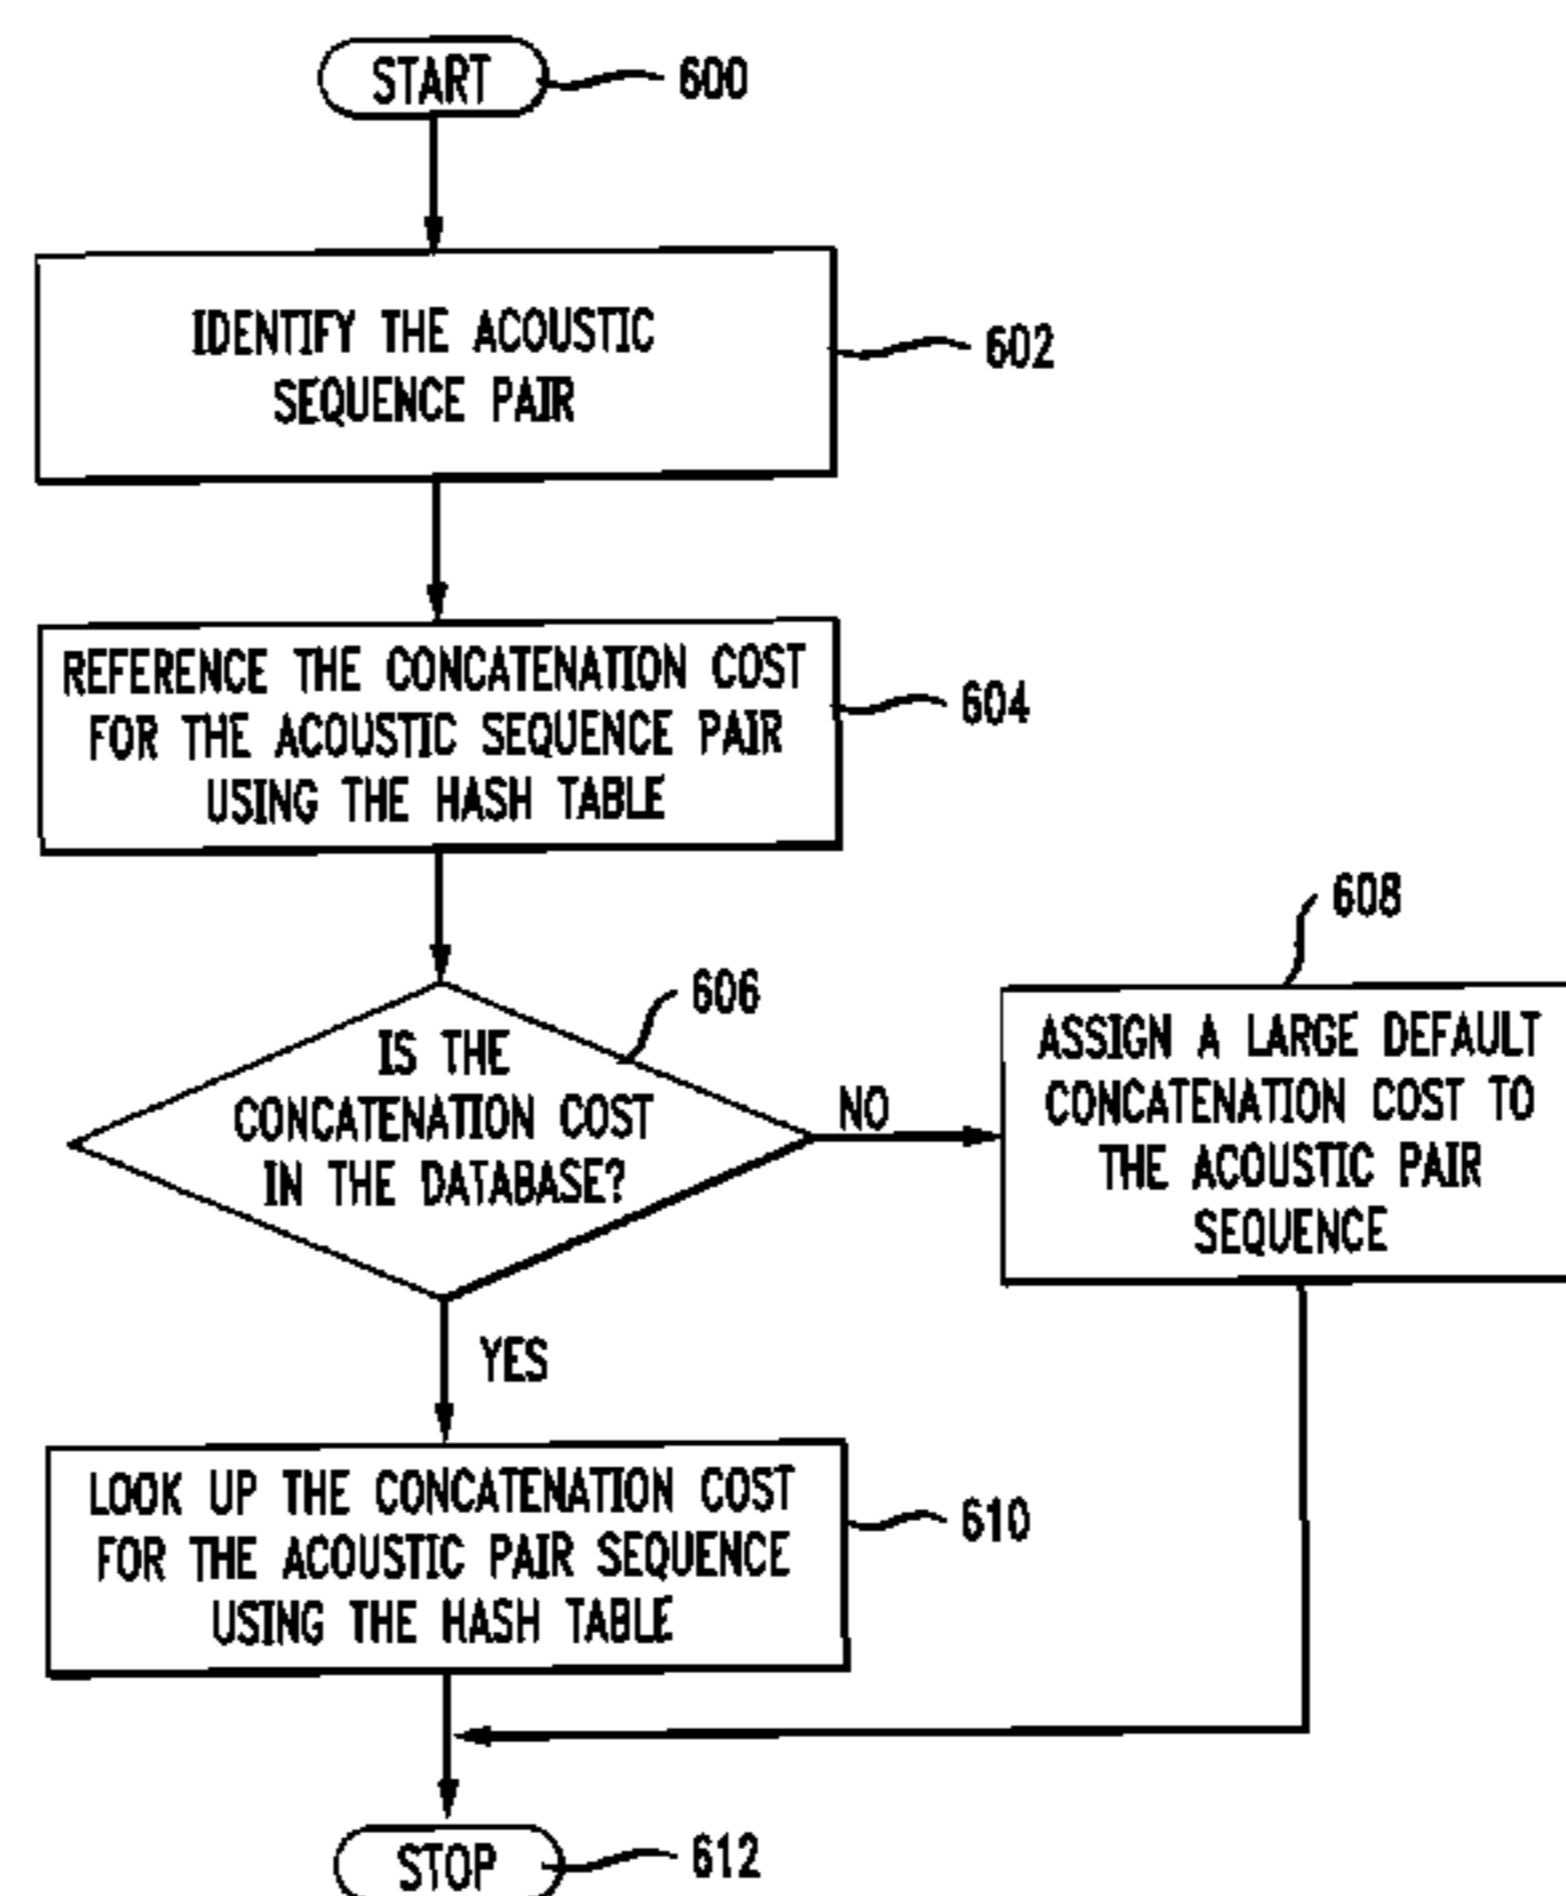 START
600
IDENTIFY THE ACOUSTIC
SEQUENCE PAIR
602
REFERENCE THE CONCATENATION COST
FOR THE ACOUSTIC SEQUENCE PAIR
USING THE HASH TABLE
604
IS THE
CONCATENATION COST
IN THE DATABASE?
606
NO
608
ASSIGN A LARGE DEFAULT
CONCATENATION COST TO
THE ACOUSTIC PAIR
SEQUENCE
YES
LOOK UP THE CONCATENATION COST
FOR THE ACOUSTIC PAIR SEQUENCE
USING THE HASH TABLE
610
STOP
612